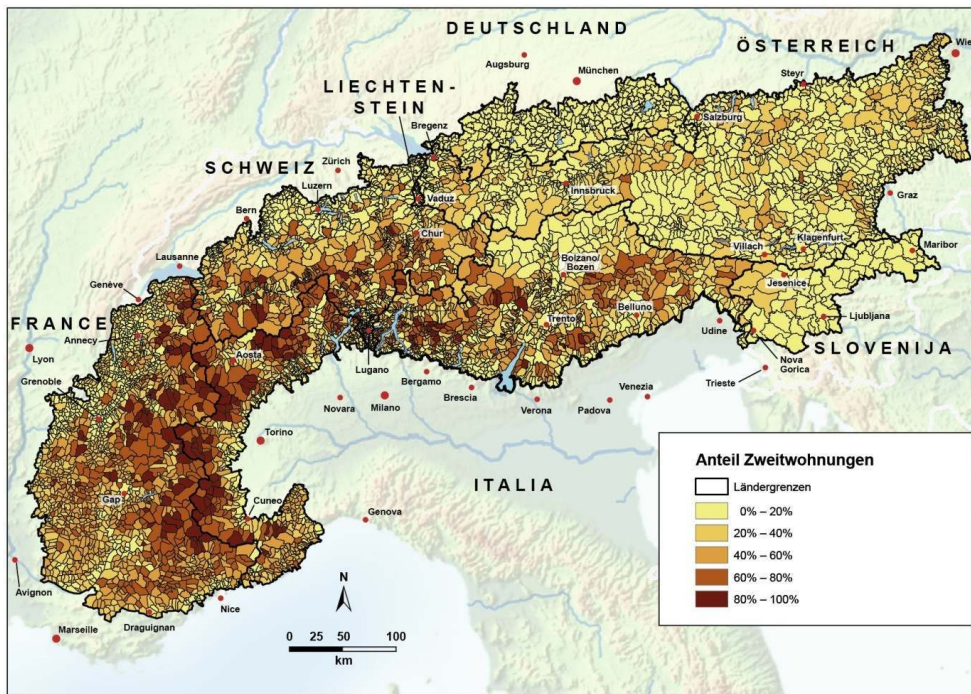 DEUTSCHLAND
Augsburg
München
ÖSTERREICH
Wie
Steyr
LIECHTEN-
STEIN
Bregenz
Salzburg
SCHWEIZ
Zürich
Luzern
Vaduz
Innsbruck
Graz
Bern
Chur
Villach
Klagenfurt
Maribor
Lausanne
Bolzano/
Bozen
Jesenice
Genève
FRANCE
Annecy
Trento
Belluno
Ljubljana
Lyon
Aosta
Lugano
Udine
SLOVENIJA
Grenoble
Bergamo
Nova
Gorica
Novara
Milano
Brescia
Verona
Padova
Venezia
Trieste
Torino
ITALIA
Gap
Cuneo
Genova
Avignon
Nice
Marseille
Draguignan
N
0 25 50 100
km
Anteil Zweitwohnungen
Ländergrenzen
0% – 20%
20% – 40%
40% – 60%
60% – 80%
80% – 100%